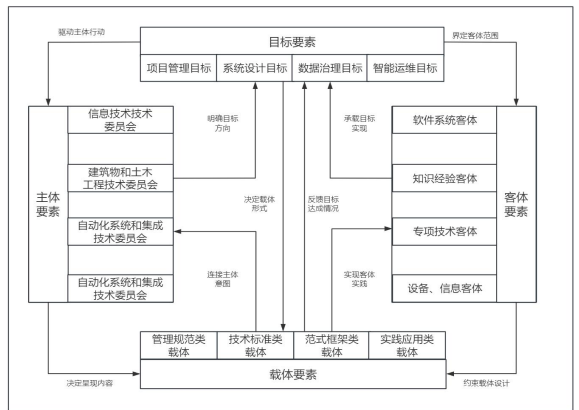 驱动主体行动
目标要素
界定客体范围
项目管理目标
系统设计目标
数据治理目标
智能运维目标
主体
要素
信息技术技术
委员会
建筑物和土木
工程技术委员会
自动化系统和集成
技术委员会
自动化系统和集成
技术委员会
明确目标
方向
承载目标
实现
决定载体
形式
反馈目标
达成情况
连接主体
意图
实现客体
实践
软件系统客体
知识经验客体
专项技术客体
设备、信息客体
客体
要素
管理规范类
载体
技术标准类
载体
范式框架类
载体
实践应用类
载体
载体要素
决定呈现内容
约束载体设计